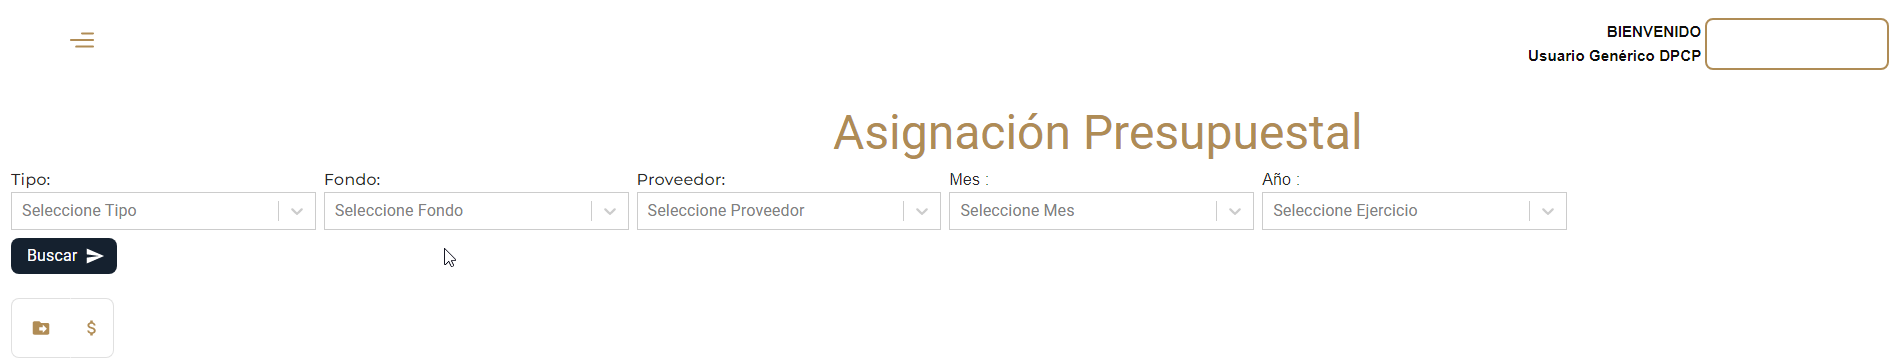 BIENVENIDO
Usuario Genérico DPCP
Asignación Presupuestal
Tipo: Fondo: Proveedor: Mes : Año :
Seleccione Tipo Seleccione Fondo Seleccione Proveedor Seleccione Mes Seleccione Ejercicio
Buscar
$